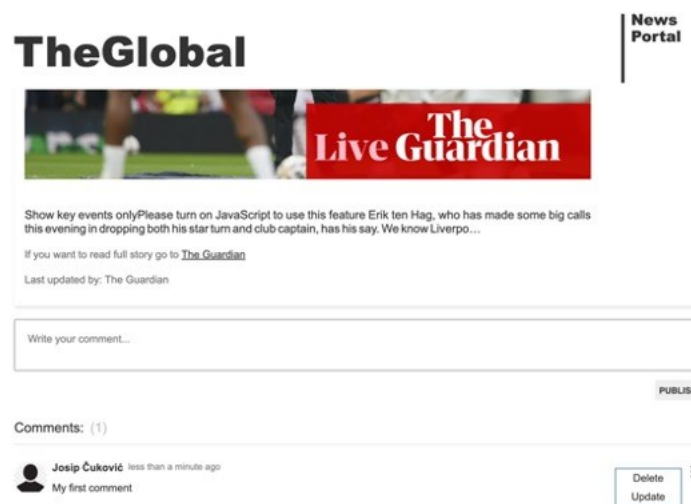 TheGlobal
News
Portal
Live The
Guardian
Show key events onlyPlease turn on JavaScript to use this feature Erik ten Hag, who has made some big calls
this evening in dropping both his star turn and club captain, has his say. We know Liverpo…
If you want to read full story go to The Guardian
Last updated by: The Guardian
Write your comment...
PUBLIS
Comments: (1)
Josip Čuković less than a minute ago
My first comment
Delete
Update